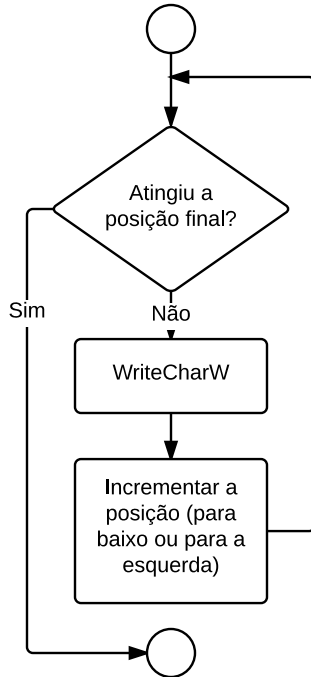 Atingiu a
posição final?
Sim
Não
WriteCharW
Incrementar a
posição (para
baixo ou para a
esquerda)